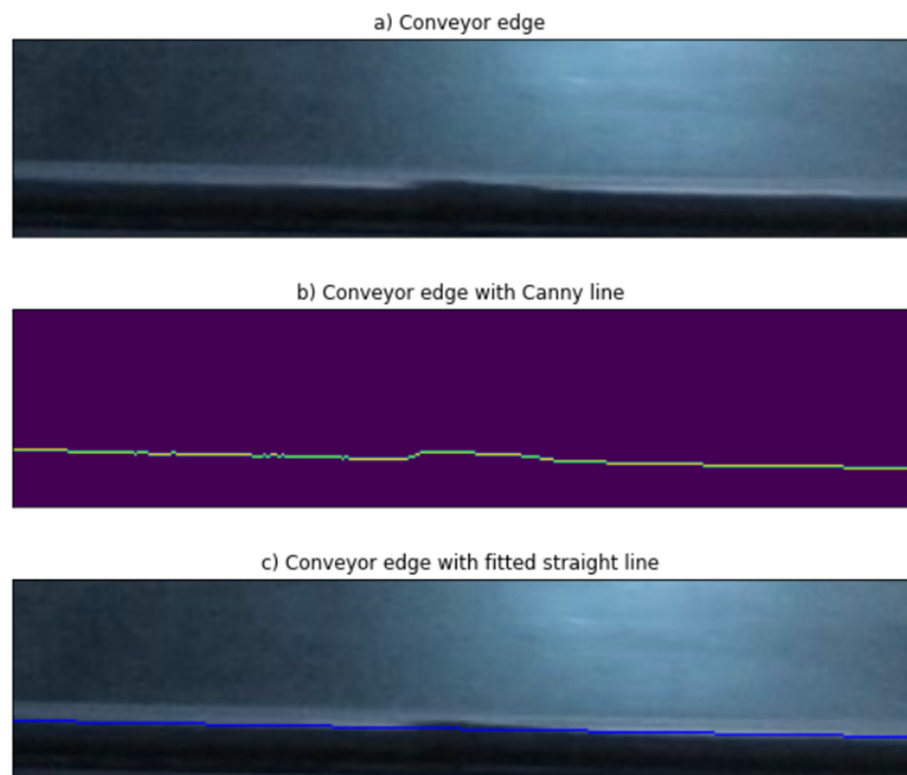 a) Conveyor edge
b) Conveyor edge with Canny line
c) Conveyor edge with fitted straight line